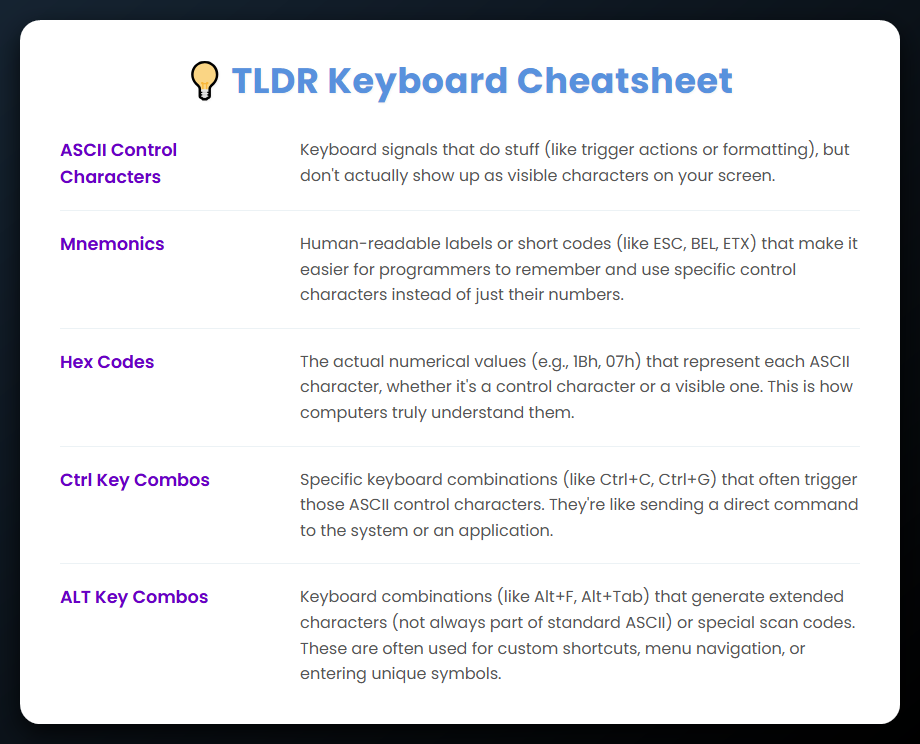 TLDR Keyboard Cheatsheet
ASCII Control
Characters
Keyboard signals that do stuff (like trigger actions or formatting), but
don't actually show up as visible characters on your screen.
Mnemonics
Human-readable labels or short codes (like ESC, BEL, ETX) that make it
easier for programmers to remember and use specific control
characters instead of just their numbers.
Hex Codes
The actual numerical values (e.g., 1Bh, 07h) that represent each ASCII
character, whether it's a control character or a visible one. This is how
computers truly understand them.
Ctrl Key Combos
Specific keyboard combinations (like Ctrl+C, Ctrl+G) that often trigger
those ASCII control characters. They're like sending a direct command
to the system or an application.
ALT Key Combos
Keyboard combinations (like Alt+F, Alt+Tab) that generate extended
characters (not always part of standard ASCII) or special scan codes.
These are often used for custom shortcuts, menu navigation, or
entering unique symbols.